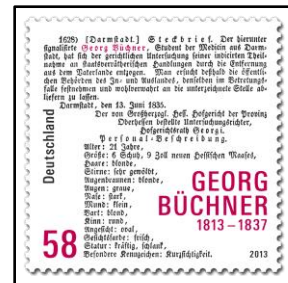 1628) [Darmstadt.] Steckbrief. Der hierunter
signalisirte Georg Büchner, Student der Medizin aus Darm-
stadt, hat sich der gerichtlichen Untersuchung seiner indicirten Theil-
nahme an staatsverrätherischen Handlungen durch die Entfernung
aus dem Vaterlande entzogen. Man ersucht deßhalb die öffentli-
chen Behörden des In- und Auslandes, denselben im Betretungs-
falle festnehmen und wohlverwahrt an die unterzeichnete Stelle ab-
liefern zu lassen.
Darmstadt, den 13. Juni 1835.
Der von Großherzogl. Hess. Hofgericht der Provinz
Oberhessen bestellte Untersuchungsrichter,
Hofgerichtsrath Georgi.
Personal-Beschreibung.
Alter: 21 Jahre,
Größe: 6 Schuh, 9 Zoll neuen Hessischen Maases,
Haare: blonde,
Stirne: sehr gewölbt,
Augenbraunen: blonde,
Augen: graue,
Nase: stark,
Mund: klein,
Bart: blond,
Kinn: rund,
Angesicht: oval,
Gesichtsfarbe: frisch,
Statur: kräftig, schlank,
Besondere Kennzeichen: Kurzsichtigkeit.
Deutschland
GEORG
BÜCHNER
1813–1837
58
2013